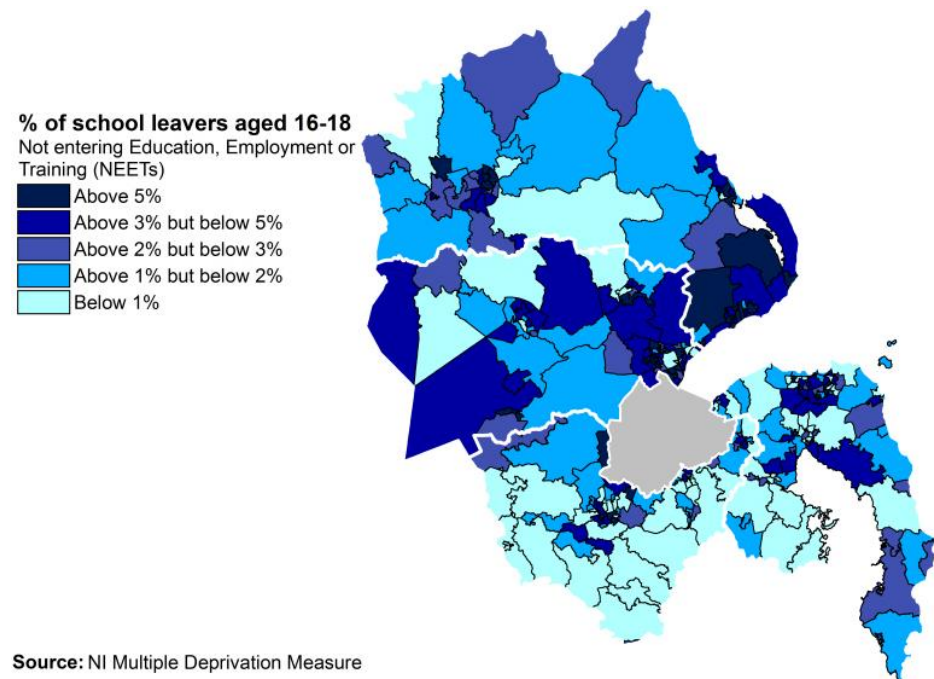 % of school leavers aged 16-18
Not entering Education, Employment or
Training (NEETs)
Above 5%
Above 3% but below 5%
Above 2% but below 3%
Above 1% but below 2%
Below 1%
Source: NI Multiple Deprivation Measure